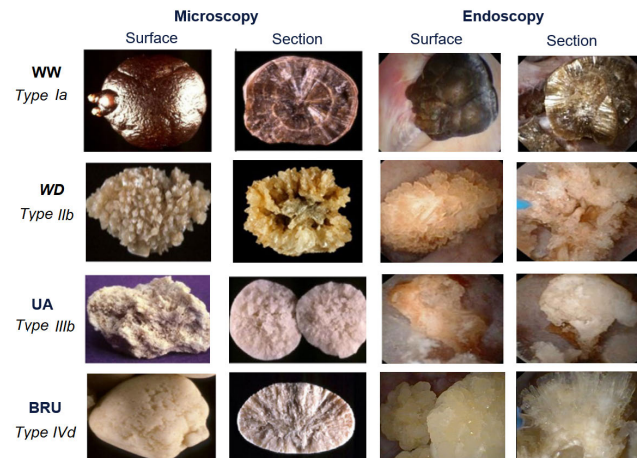 Microscopy Endoscopy
Surface Section Surface Section
WW
Type Ia
WD
Type IIb
UA
Type IIIb
BRU
Type IVd